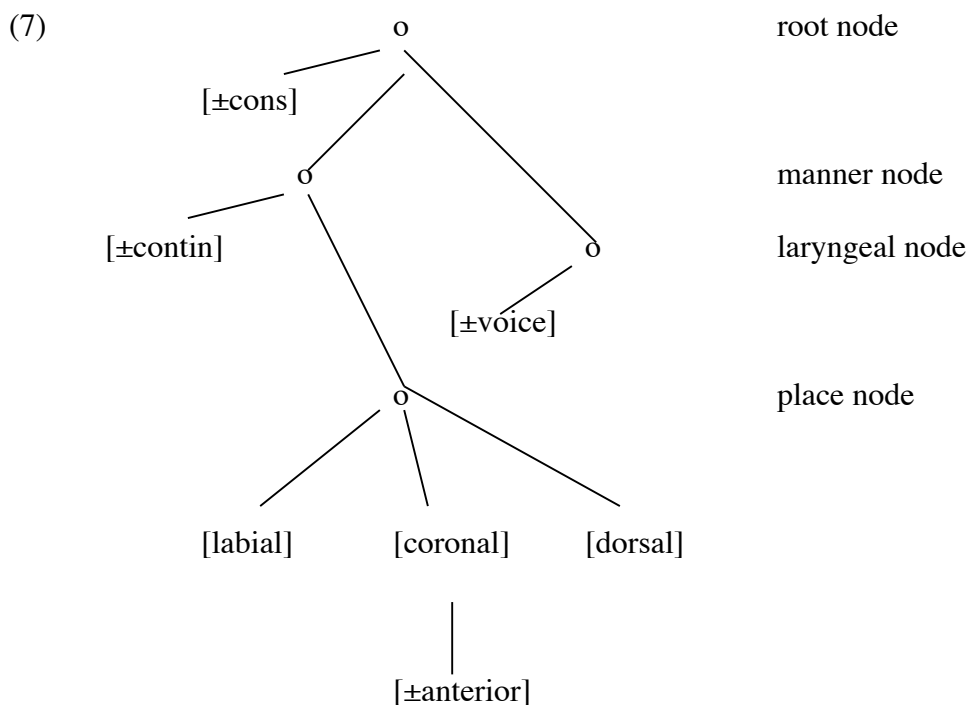 (7) o root node
[±cons]
o manner node
[±contin] o laryngeal node
[±voice]
o place node
[labial] [coronal] [dorsal]
[±anterior]